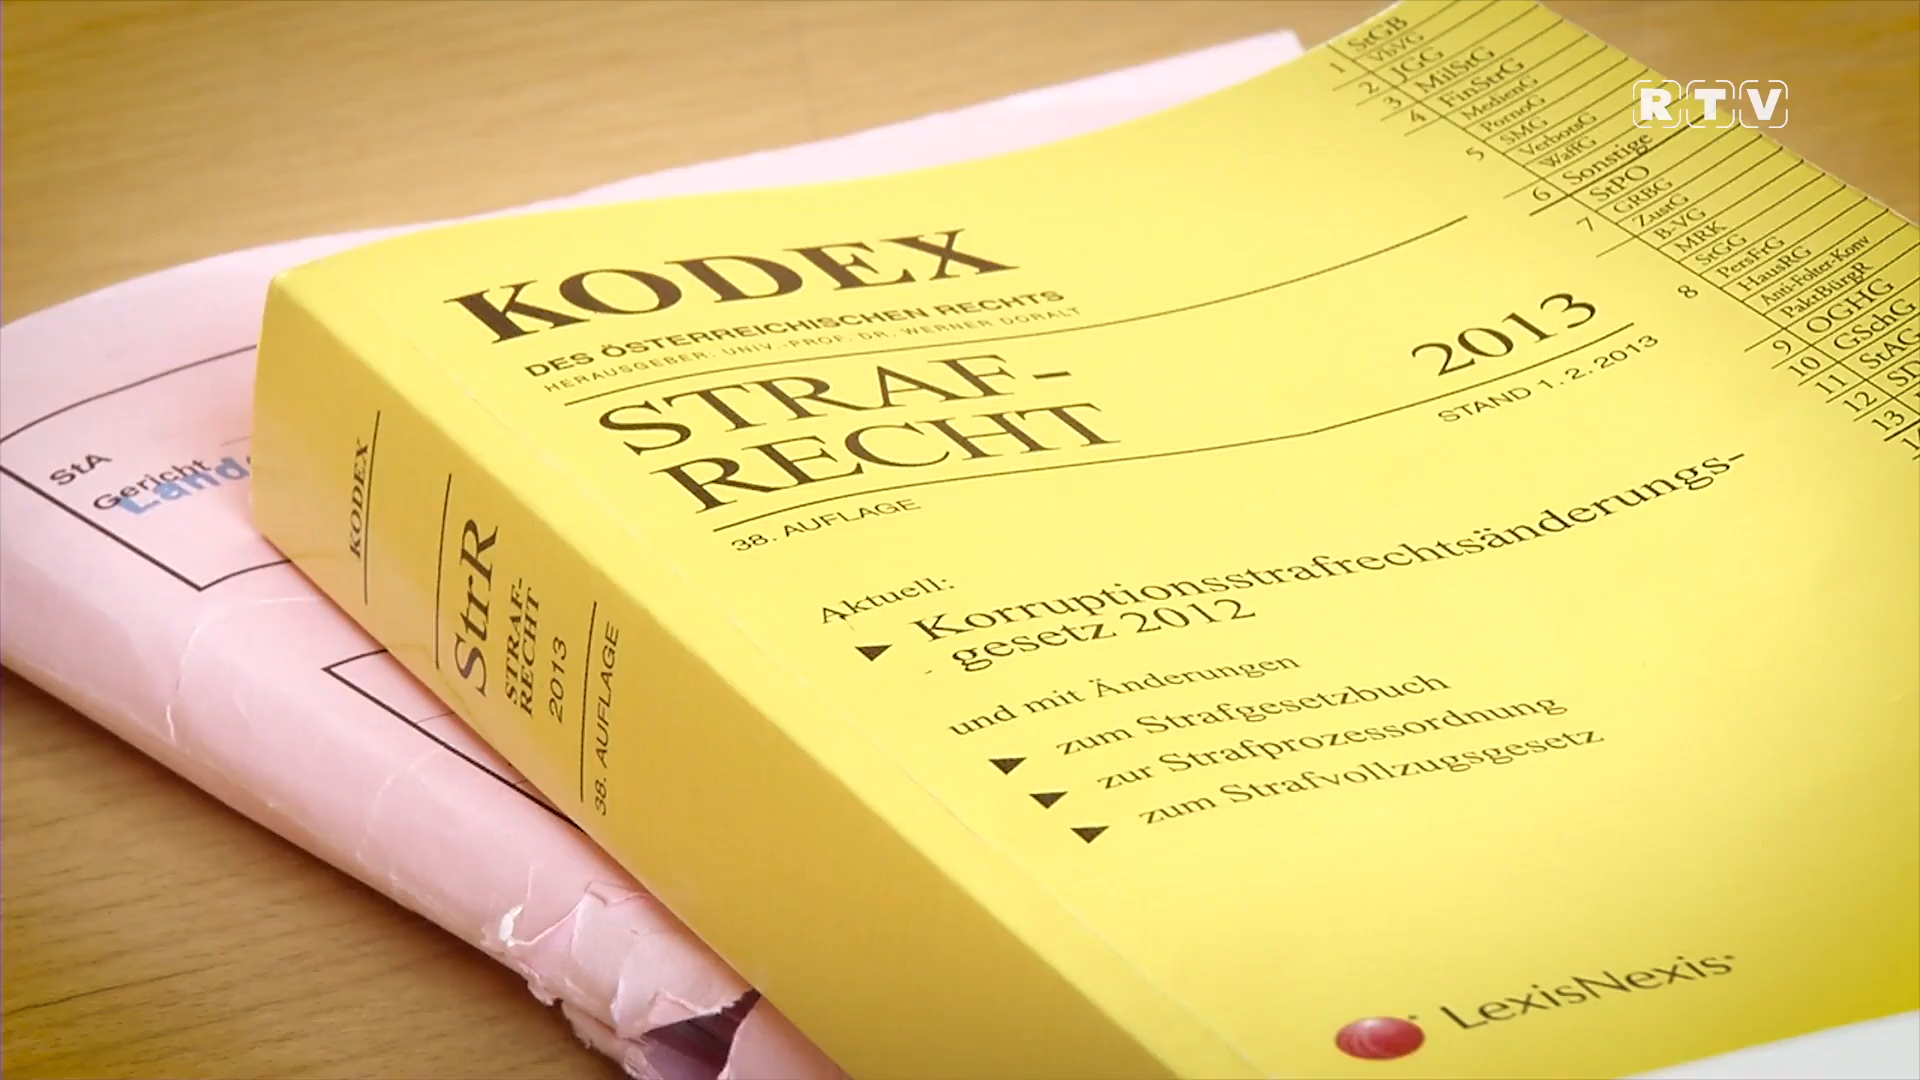 RTV
KODEX
DES ÖSTERREICHISCHEN RECHTS
HERAUSGEBER: UNIV.-PROF. DR. WERNER DORALT
STRAF-
RECHT
2013
STAND 1.2.2013
38. AUFLAGE
Aktuell:
Korruptionsstrafrechtsänderungs-
gesetz 2012
und mit Änderungen
zum Strafgesetzbuch
zur Strafprozessordnung
zum Strafvollzugsgesetz
LexisNexis
1 StGB
VbVG
2 JGG
3 MilStG
4 FinStrG
MedienG
PornoG
5 SMG
VerbotsG
WaffG
6 Sonstige
StPO
7 GRBG
ZustG
B-VG
MRK
StGG
8 PersFrG
HausRG
Anti-Folter-Konv
PaktBürgR
9 OGHG
10 GSchG
11 StAG
12
13
KODEX
StrR
STRAF-
RECHT
2013
38. AUFLAGE
StA
Gericht
Land